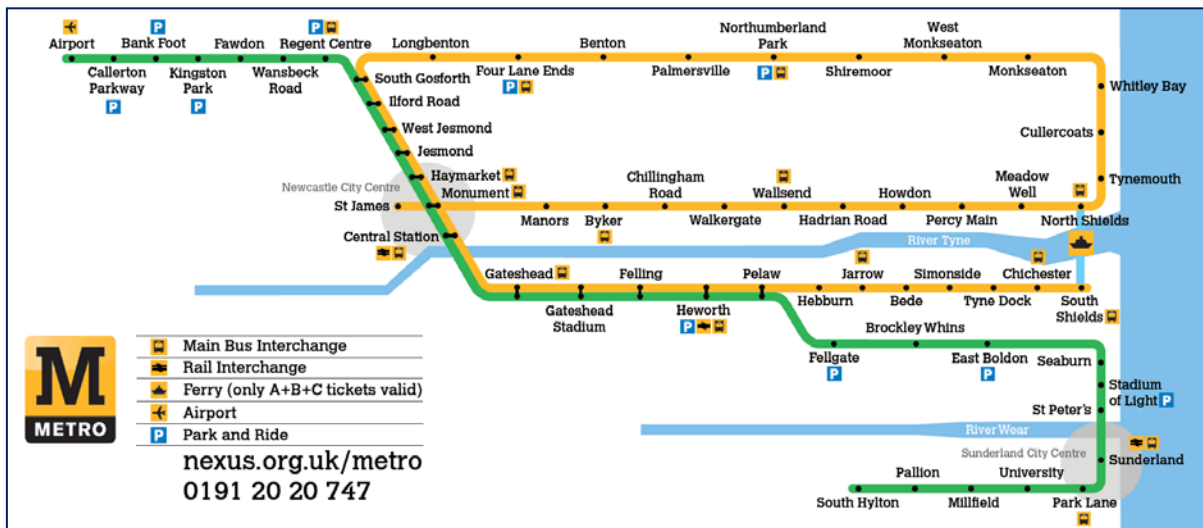 Airport
Callerton
Parkway
P
Bank Foot
P
Kingston
Park
P
Fawdon
Wansbeck
Road
Regent Centre
P
Longbenton
Four Lane Ends
P
Benton
Palmersville
Northumberland
Park
P
Shiremoor
West
Monkseaton
Monkseaton
Whitley Bay
Cullercoats
Tynemouth
South Gosforth
Ilford Road
West Jesmond
Jesmond
Haymarket
Newcastle City Centre
Monument
St James
Central Station
Manors
Byker
Chillingham
Road
Walkergate
Wallsend
Hadrian Road
Howdon
Percy Main
Meadow
Well
North Shields
River Tyne
Gateshead
Gateshead
Stadium
Felling
Heworth
P
Pelaw
Hebburn
Jarrow
Bede
Simonside
Tyne Dock
Chichester
South
Shields
Fellgate
P
Brockley Whins
East Boldon
P
Seaburn
Stadium
of Light P
St Peter's
River Wear
Sunderland City Centre
Sunderland
Park Lane
University
Millfield
Pallion
South Hylton
M
METRO
Main Bus Interchange
Rail Interchange
Ferry (only A+B+C tickets valid)
Airport
P Park and Ride
nexus.org.uk/metro
0191 20 20 747